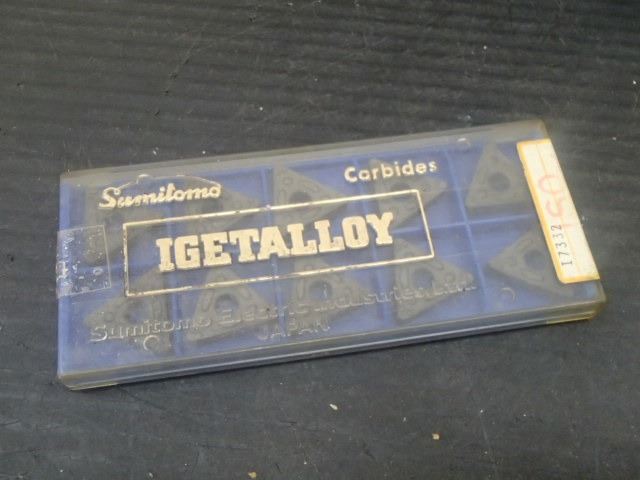 Sumitomo
Carbides
IGETALLOY
Sumitomo Electric Industries, Ltd.
JAPAN
17332